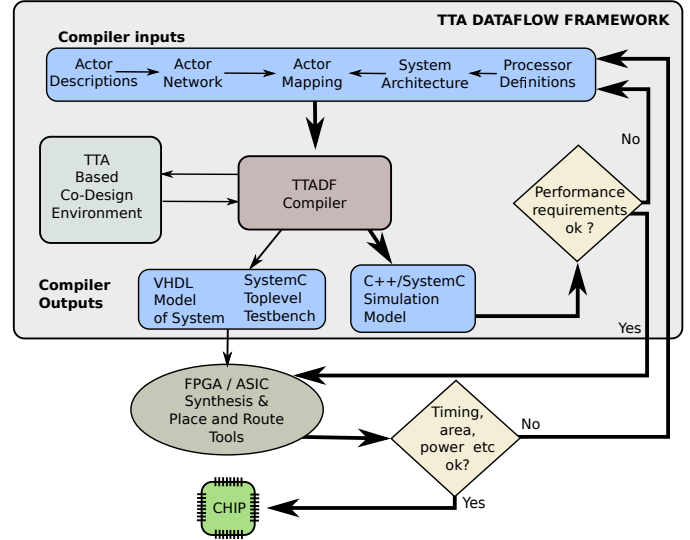 TTA DATAFLOW FRAMEWORK
Compiler inputs
Actor
Descriptions
Actor
Network
Actor
Mapping
System
Architecture
Processor
Definitions
No
TTA
Based
Co-Design
Environment
TTADF
Compiler
Performance
requirements
ok ?
Compiler
Outputs
VHDL
Model
of System
SystemC
Toplevel
Testbench
C++/SystemC
Simulation
Model
Yes
FPGA / ASIC
Synthesis &
Place and Route
Tools
Timing,
area,
power etc
ok?
No
Yes
CHIP